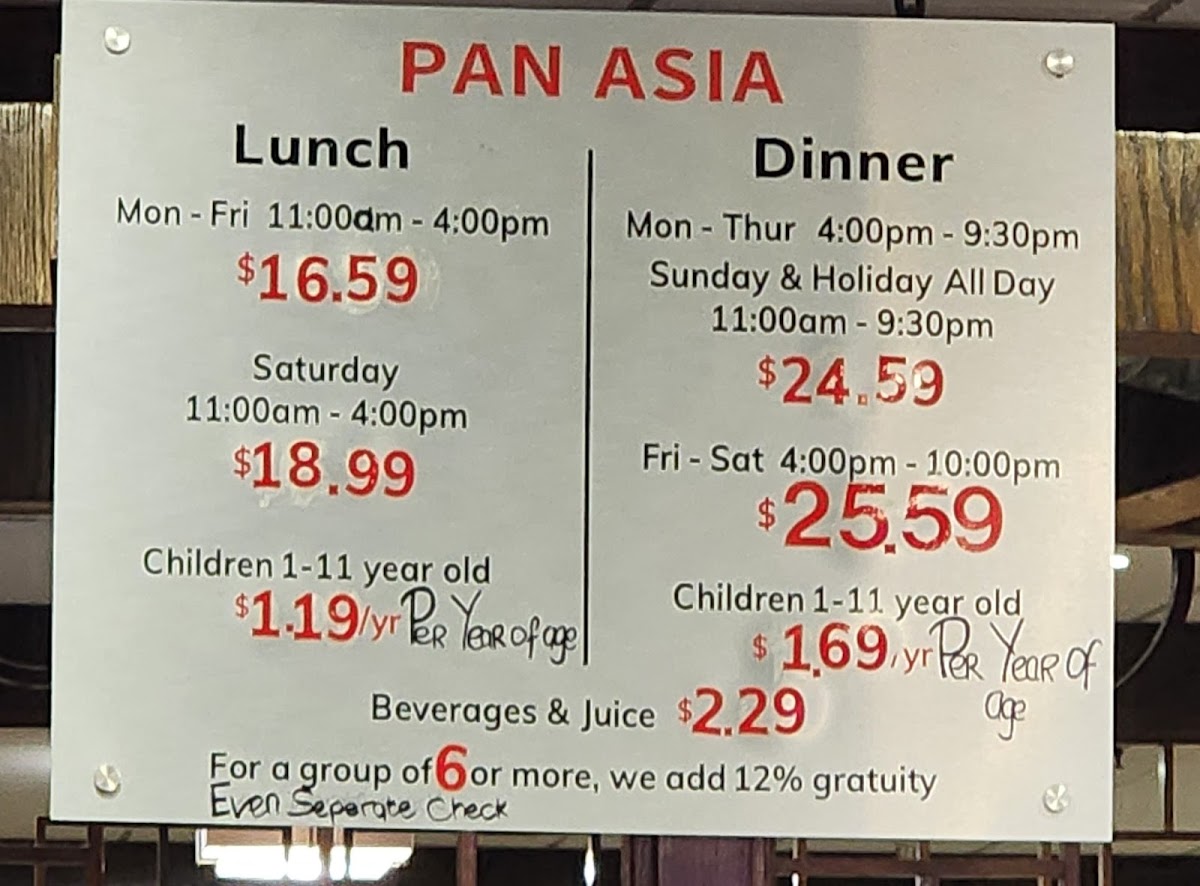 PAN ASIA
Lunch
Mon - Fri 11:00am - 4:00pm
$16.59
Saturday
11:00am - 4:00pm
$18.99
Children 1-11 year old
$1.19/yr PER YEAR of age
Dinner
Mon - Thur 4:00pm - 9:30pm
Sunday & Holiday All Day
11:00am - 9:30pm
$24.59
Fri - Sat 4:00pm - 10:00pm
$25.59
Children 1-11 year old
$1.69/yr PER YEAR OF
age
Beverages & Juice $2.29
For a group of 6 or more, we add 12% gratuity
Even Seperate Check